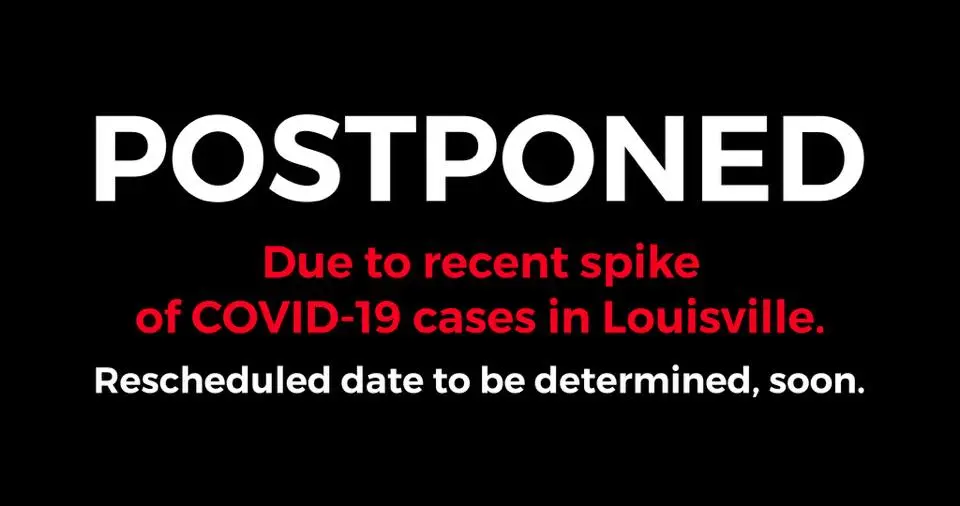 POSTPONED
Due to recent spike
of COVID-19 cases in Louisville.
Rescheduled date to be determined, soon.